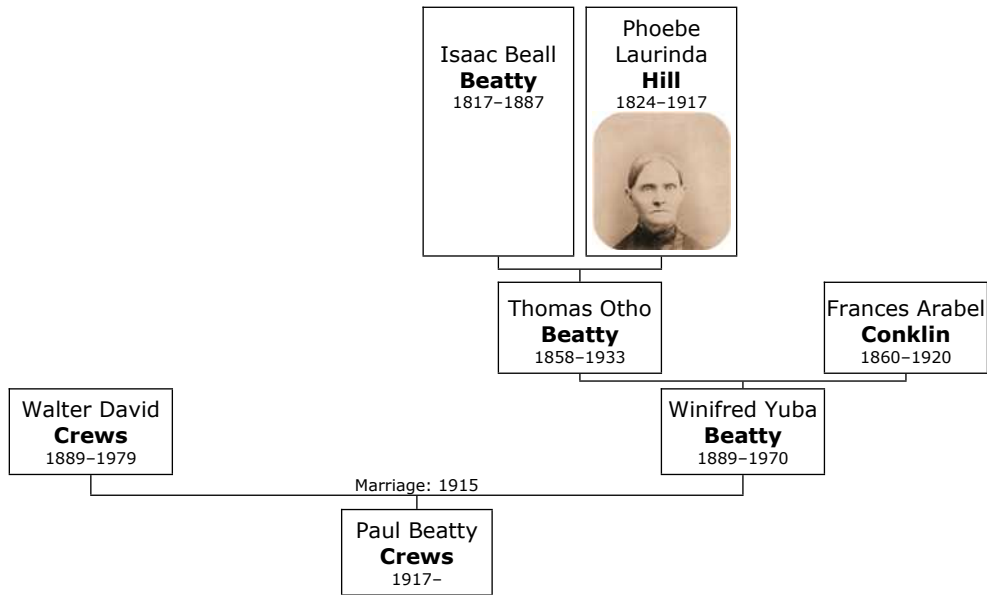 Isaac Beall
Beatty
1817–1887
Phoebe
Laurinda
Hill
1824–1917
Thomas Otho
Beatty
1858–1933
Frances Arabel
Conklin
1860–1920
Walter David
Crews
1889–1979
Winifred Yuba
Beatty
1889–1970
Marriage: 1915
Paul Beatty
Crews
1917–